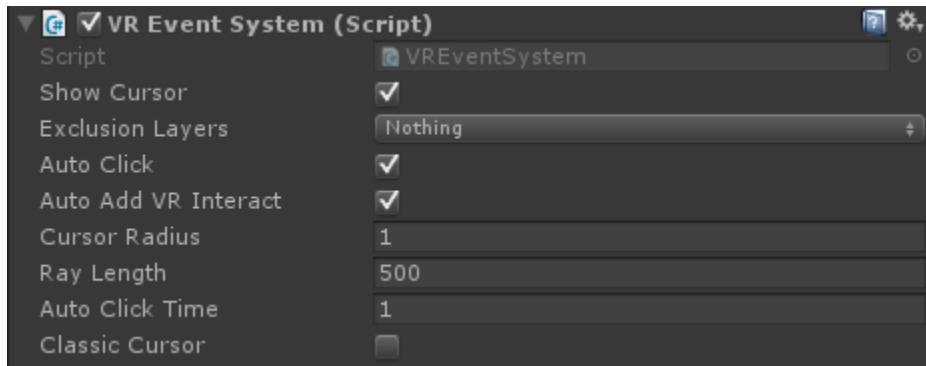 VR Event System (Script)
Script VREventSystem
Show Cursor
Exclusion Layers Nothing
Auto Click
Auto Add VR Interact
Cursor Radius 1
Ray Length 500
Auto Click Time 1
Classic Cursor